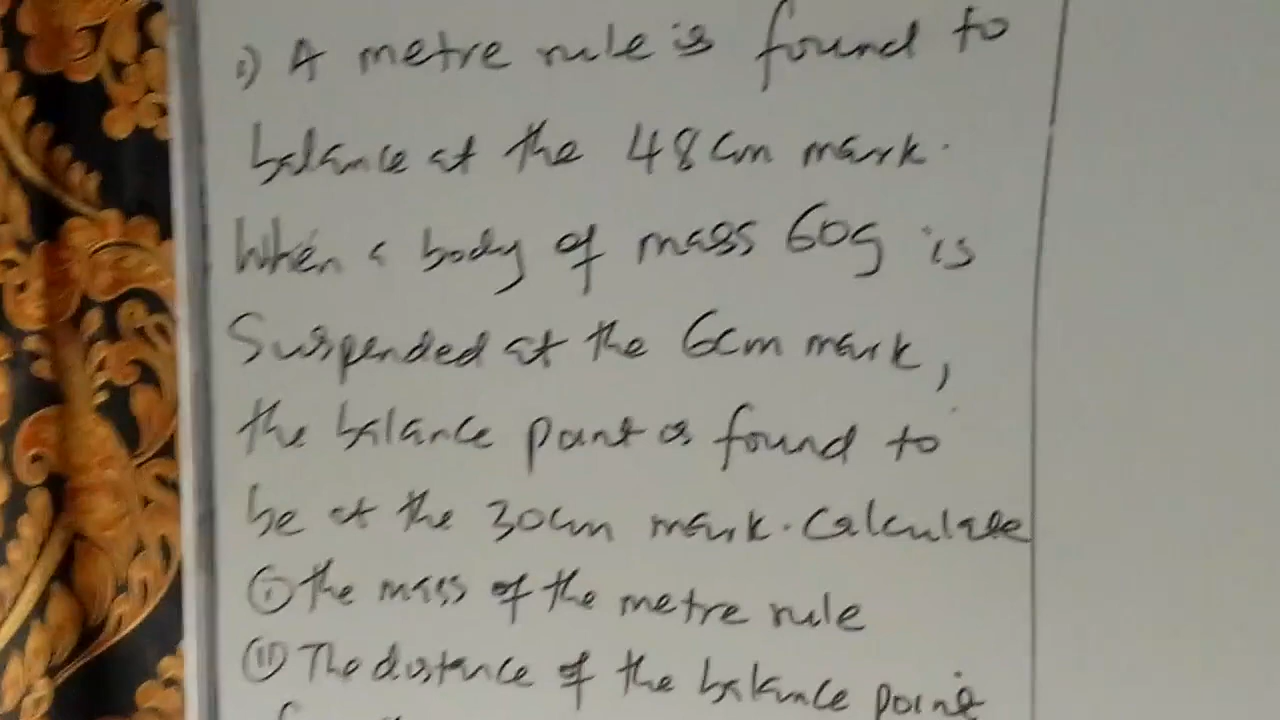 i) A metre rule is found to
balance at the 48cm mark.
When a body of mass 60g is
Suspended at the 6cm mark,
the balance point is found to
be at the 30cm mark. Calculate
(i) the mass of the metre rule
(ii) The distance of the balance point